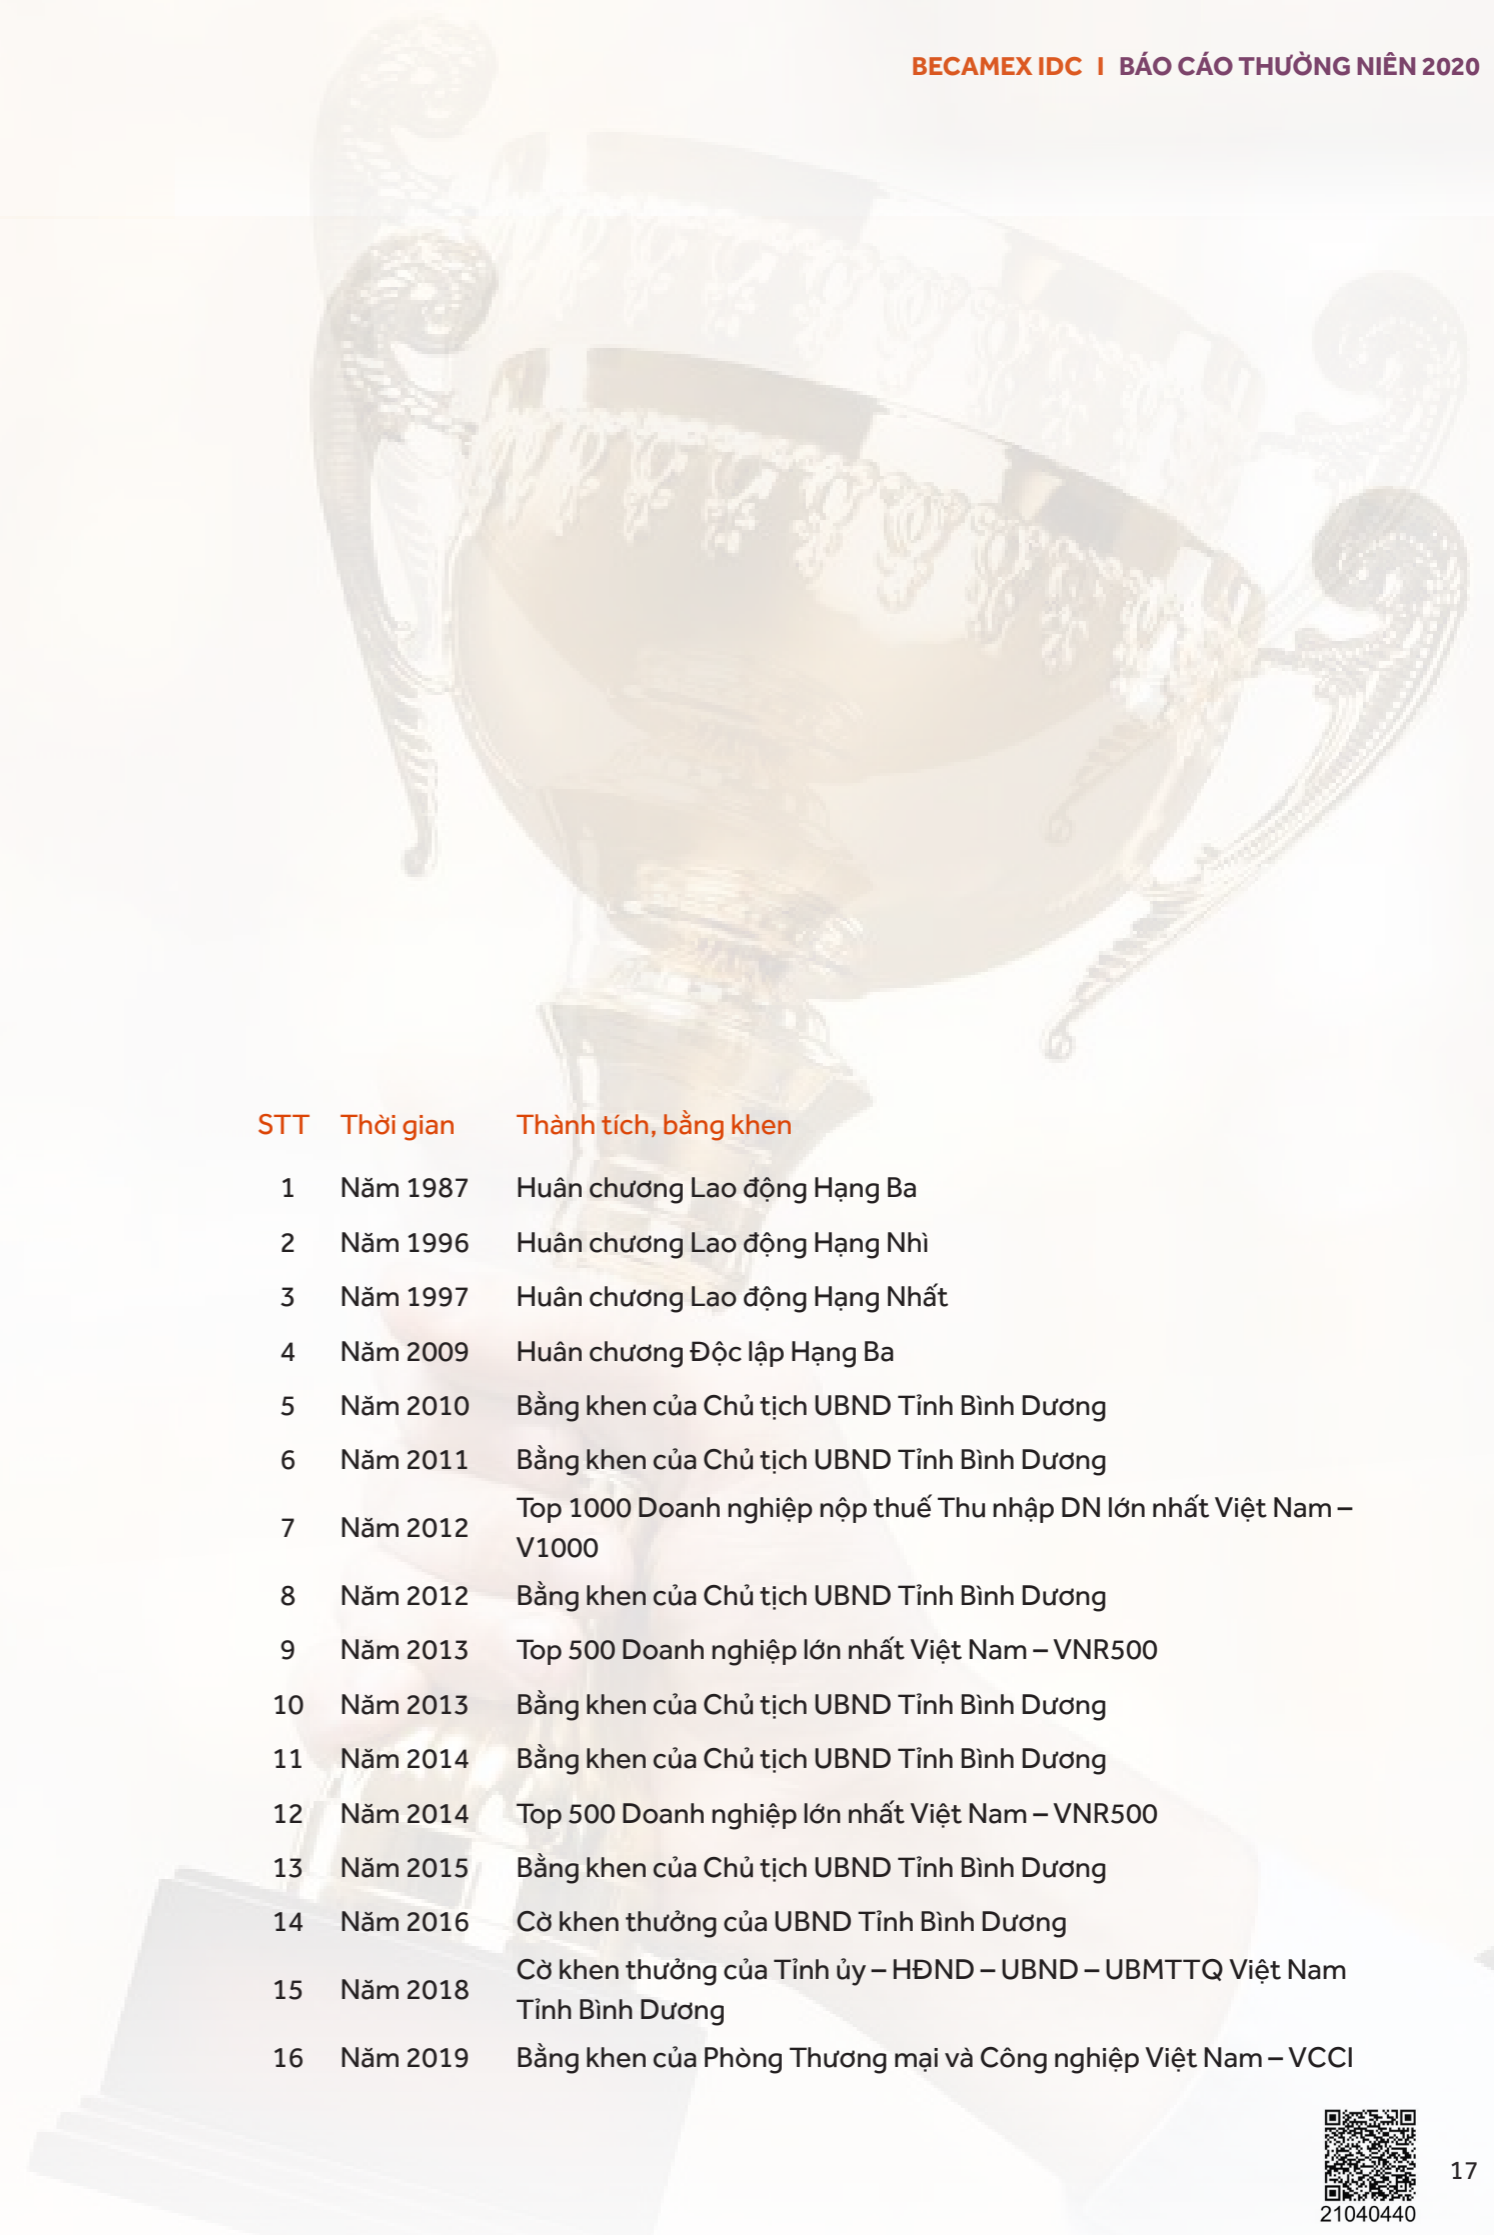 BECAMEX IDC I BÁO CÁO THƯỜNG NIÊN 2020
STT Thời gian Thành tích, bằng khen
1 Năm 1987 Huân chương Lao động Hạng Ba
2 Năm 1996 Huân chương Lao động Hạng Nhì
3 Năm 1997 Huân chương Lao động Hạng Nhất
4 Năm 2009 Huân chương Độc lập Hạng Ba
5 Năm 2010 Bằng khen của Chủ tịch UBND Tỉnh Bình Dương
6 Năm 2011 Bằng khen của Chủ tịch UBND Tỉnh Bình Dương
7 Năm 2012 Top 1000 Doanh nghiệp nộp thuế Thu nhập DN lớn nhất Việt Nam –
V1000
8 Năm 2012 Bằng khen của Chủ tịch UBND Tỉnh Bình Dương
9 Năm 2013 Top 500 Doanh nghiệp lớn nhất Việt Nam – VNR500
10 Năm 2013 Bằng khen của Chủ tịch UBND Tỉnh Bình Dương
11 Năm 2014 Bằng khen của Chủ tịch UBND Tỉnh Bình Dương
12 Năm 2014 Top 500 Doanh nghiệp lớn nhất Việt Nam – VNR500
13 Năm 2015 Bằng khen của Chủ tịch UBND Tỉnh Bình Dương
14 Năm 2016 Cờ khen thưởng của UBND Tỉnh Bình Dương
15 Năm 2018 Cờ khen thưởng của Tỉnh ủy – HĐND – UBND – UBMTTQ Việt Nam
Tỉnh Bình Dương
16 Năm 2019 Bằng khen của Phòng Thương mại và Công nghiệp Việt Nam – VCCI
17
21040440